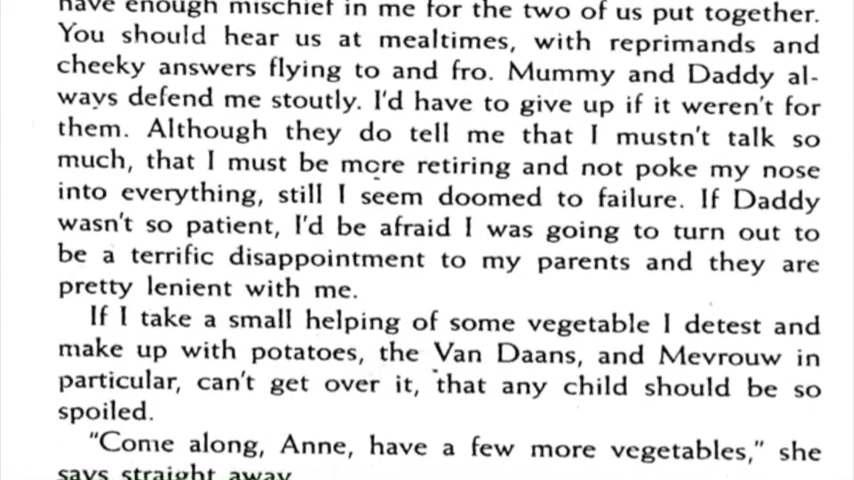 have enough mischief in me for the two of us put together.
You should hear us at mealtimes, with reprimands and
cheeky answers flying to and fro. Mummy and Daddy al-
ways defend me stoutly. I'd have to give up if it weren't for
them. Although they do tell me that I mustn't talk so
much, that I must be more retiring and not poke my nose
into everything, still I seem doomed to failure. If Daddy
wasn't so patient, I'd be afraid I was going to turn out to
be a terrific disappointment to my parents and they are
pretty lenient with me.
If I take a small helping of some vegetable I detest and
make up with potatoes, the Van Daans, and Mevrouw in
particular, can't get over it, that any child should be so
spoiled.
"Come along, Anne, have a few more vegetables," she
says straight away.